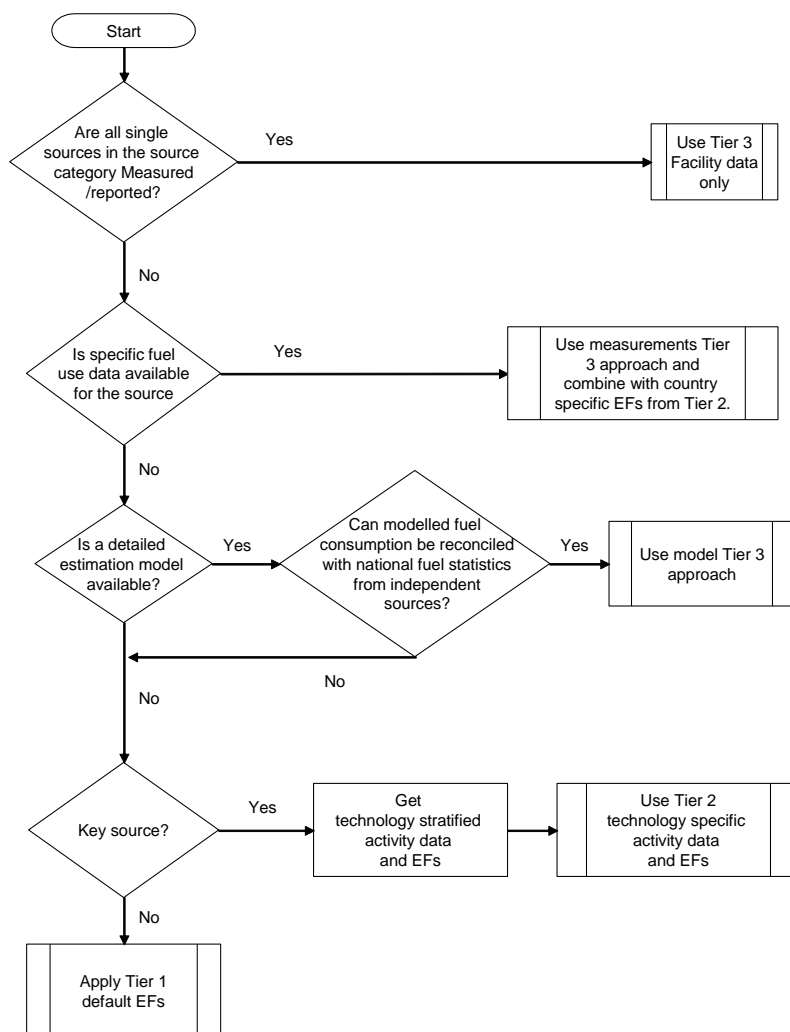 Start
Are all single
sources in the source
category Measured
/reported?
Yes
Use Tier 3
Facility data
only
No
Is specific fuel
use data available
for the source
Yes
Use measurements Tier
3 approach and
combine with country
specific EFs from Tier 2.
No
Is a detailed
estimation model
available?
Yes
Can modelled fuel
consumption be reconciled
with national fuel statistics
from independent
sources?
Yes
Use model Tier 3
approach
No
No
Key source?
Yes
Get
technology stratified
activity data
and EFs
Use Tier 2
technology specific
activity data
and EFs
No
Apply Tier 1
default EFs